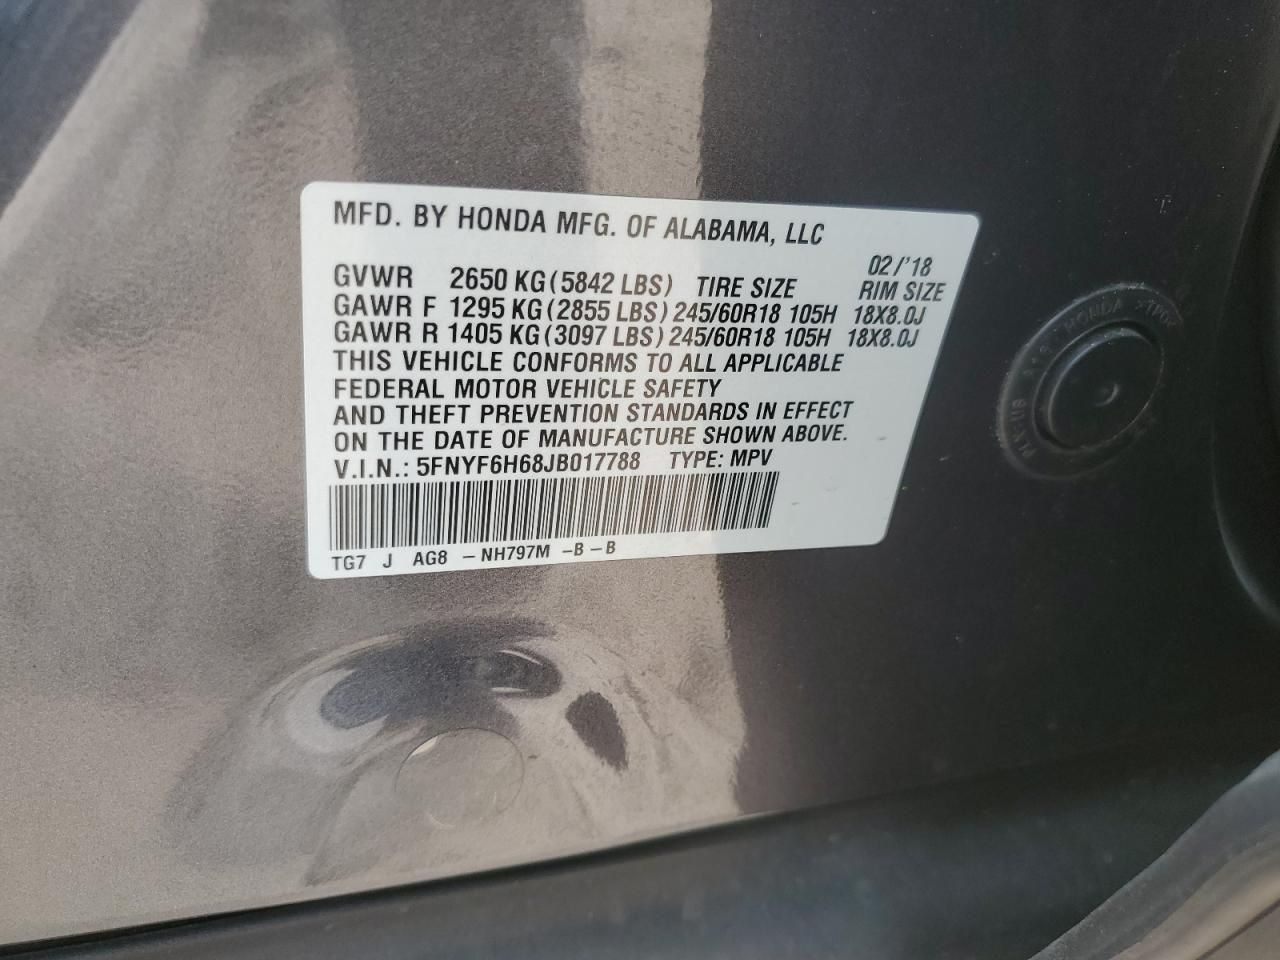 MFD. BY HONDA MFG. OF ALABAMA, LLC
02/'18
GVWR 2650 KG (5842 LBS) TIRE SIZE RIM SIZE
GAWR F 1295 KG (2855 LBS) 245/60R18 105H 18X8.0J
GAWR R 1405 KG (3097 LBS) 245/60R18 105H 18X8.0J
THIS VEHICLE CONFORMS TO ALL APPLICABLE
FEDERAL MOTOR VEHICLE SAFETY
AND THEFT PREVENTION STANDARDS IN EFFECT
ON THE DATE OF MANUFACTURE SHOWN ABOVE.
V.I.N.: 5FNYF6H68JB017788 TYPE: MPV
TG7 J AG8 – NH797M –B – B
HONDA